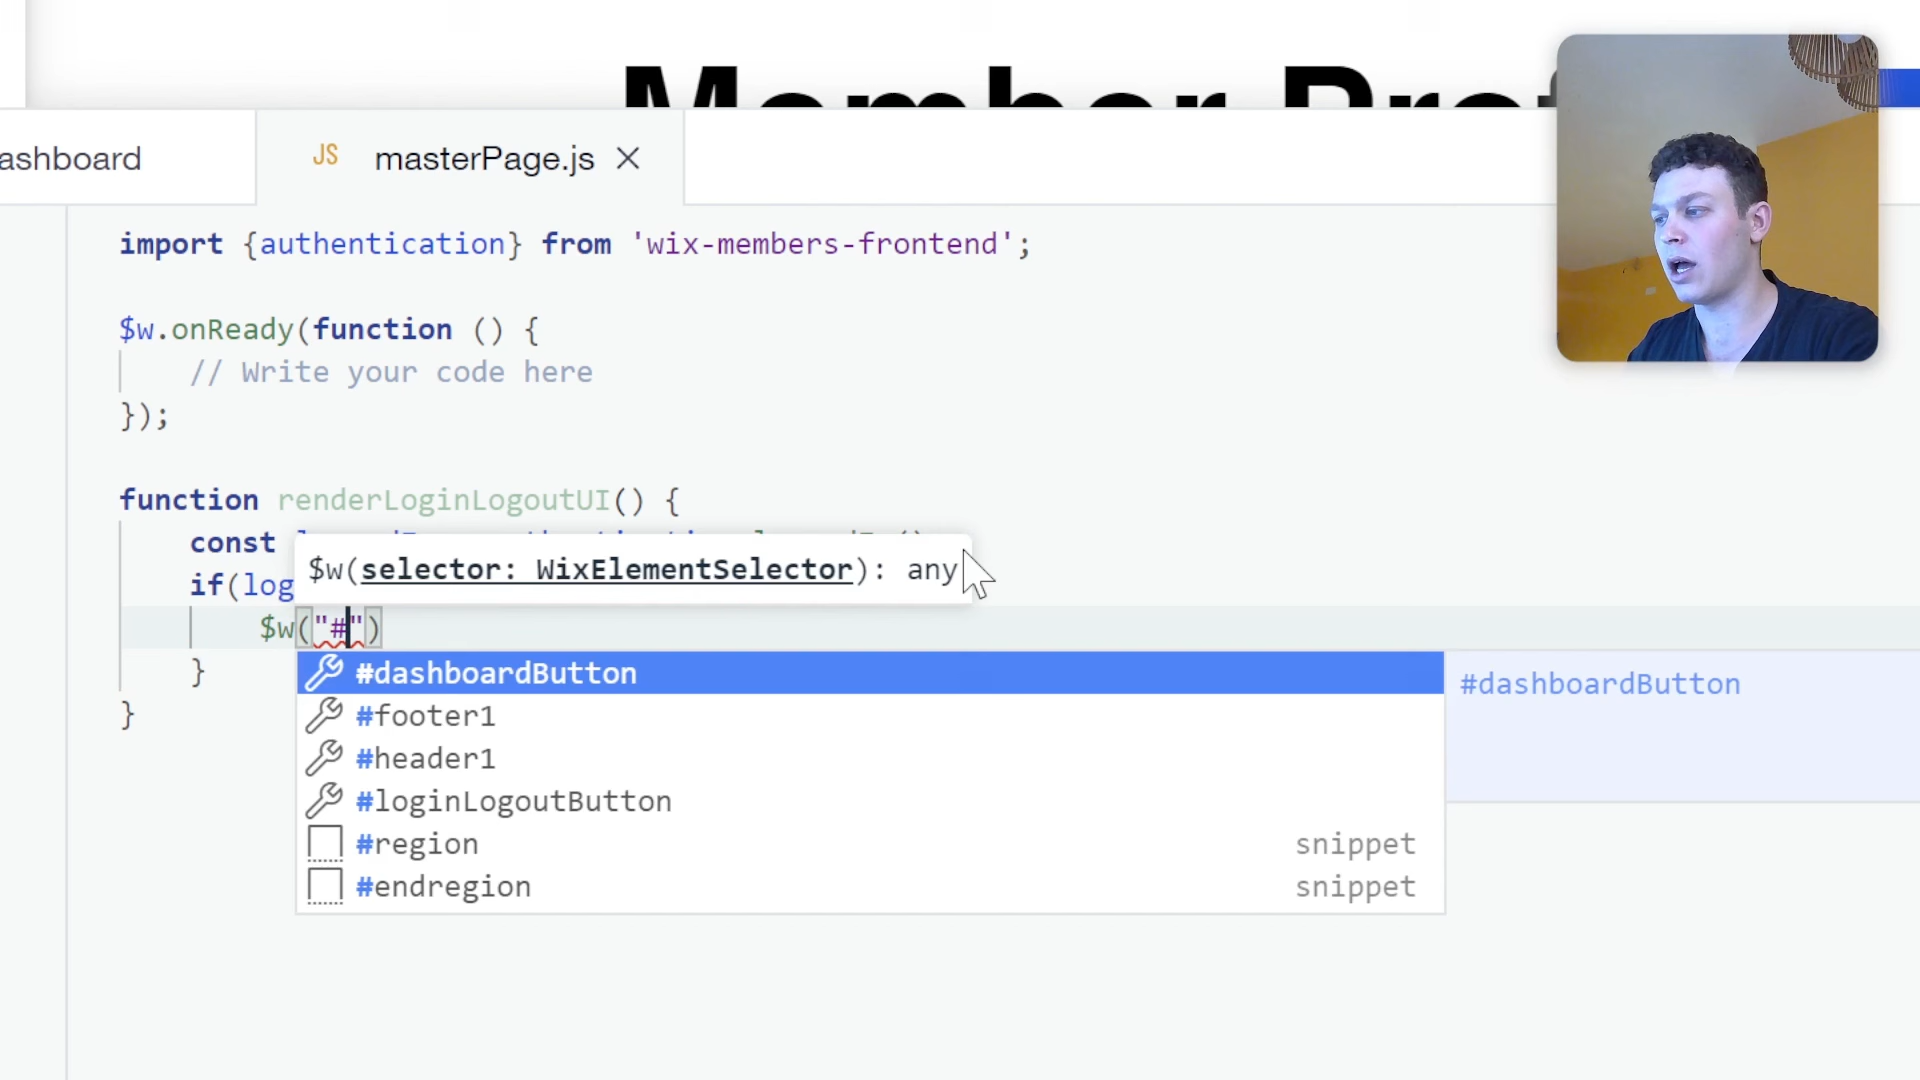 ashboard
JS masterPage.js
import {authentication} from 'wix-members-frontend';
$w.onReady(function () {
// Write your code here
});
function renderLoginLogoutUI() {
const
$w(selector: WixElementSelector): any
if(log
$w("#")
}
}
#dashboardButton
#dashboardButton
#footer1
#header1
#loginLogoutButton
#region snippet
#endregion snippet